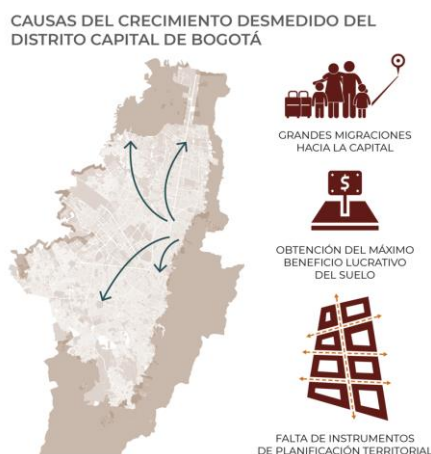 CAUSAS DEL CRECIMIENTO DESMEDIDO DEL
DISTRITO CAPITAL DE BOGOTÁ
GRANDES MIGRACIONES
HACIA LA CAPITAL
$
OBTENCIÓN DEL MÁXIMO
BENEFICIO LUCRATIVO
DEL SUELO
FALTA DE INSTRUMENTOS
DE PLANIFICACIÓN TERRITORIAL